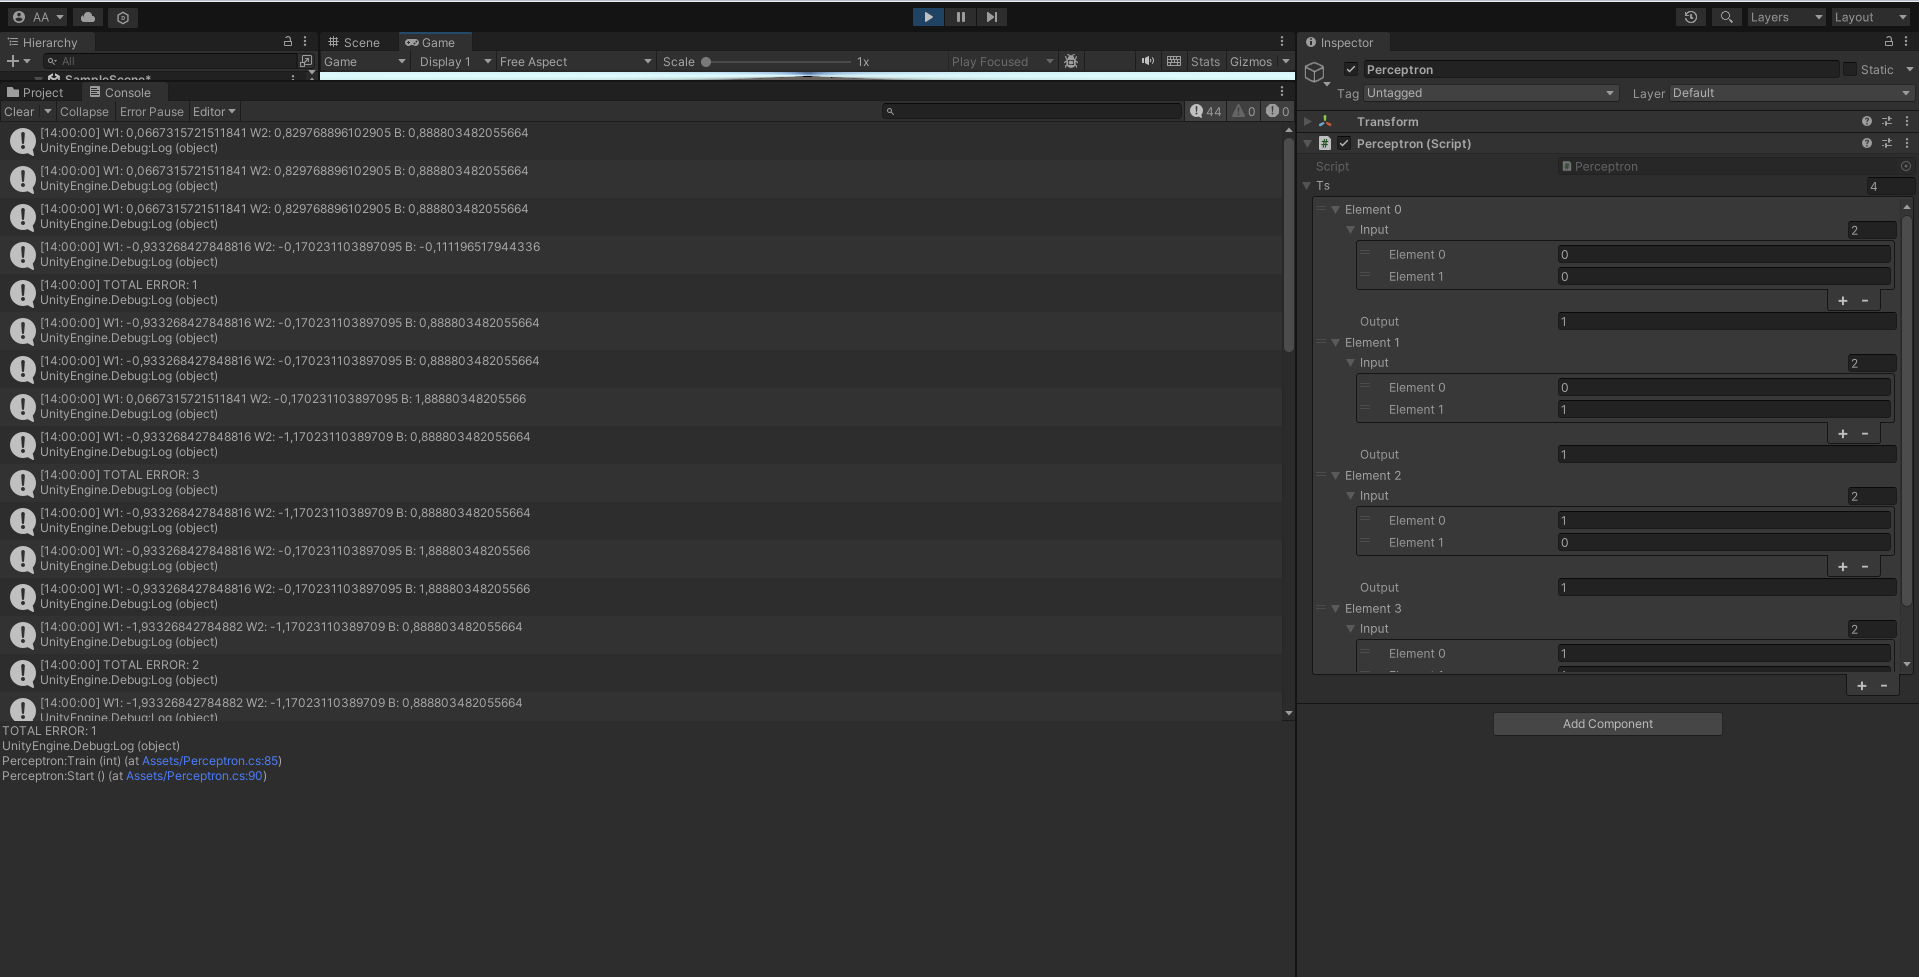 AA
Layers
Layout
Hierarchy
All
SampleScene*
Scene
Game
Game
Display 1
Free Aspect
Scale
1x
Play Focused
Stats
Gizmos
Project
Console
Clear
Collapse
Error Pause
Editor
44
0
0
[14:00:00] W1: 0,0667315721511841 W2: 0,829768896102905 B: 0,888803482055664
UnityEngine.Debug:Log (object)
[14:00:00] W1: 0,0667315721511841 W2: 0,829768896102905 B: 0,888803482055664
UnityEngine.Debug:Log (object)
[14:00:00] W1: 0,0667315721511841 W2: 0,829768896102905 B: 0,888803482055664
UnityEngine.Debug:Log (object)
[14:00:00] W1: -0,933268427848816 W2: -0,170231103897095 B: -0,111196517944336
UnityEngine.Debug:Log (object)
[14:00:00] TOTAL ERROR: 1
UnityEngine.Debug:Log (object)
[14:00:00] W1: -0,933268427848816 W2: -0,170231103897095 B: 0,888803482055664
UnityEngine.Debug:Log (object)
[14:00:00] W1: -0,933268427848816 W2: -0,170231103897095 B: 0,888803482055664
UnityEngine.Debug:Log (object)
[14:00:00] W1: 0,0667315721511841 W2: -0,170231103897095 B: 1,88880348205566
UnityEngine.Debug:Log (object)
[14:00:00] W1: -0,933268427848816 W2: -1,17023110389709 B: 0,888803482055664
UnityEngine.Debug:Log (object)
[14:00:00] TOTAL ERROR: 3
UnityEngine.Debug:Log (object)
[14:00:00] W1: -0,933268427848816 W2: -1,17023110389709 B: 0,888803482055664
UnityEngine.Debug:Log (object)
[14:00:00] W1: -0,933268427848816 W2: -0,170231103897095 B: 1,88880348205566
UnityEngine.Debug:Log (object)
[14:00:00] W1: -0,933268427848816 W2: -0,170231103897095 B: 1,88880348205566
UnityEngine.Debug:Log (object)
[14:00:00] W1: -1,93326842784882 W2: -1,17023110389709 B: 0,888803482055664
UnityEngine.Debug:Log (object)
[14:00:00] TOTAL ERROR: 2
UnityEngine.Debug:Log (object)
[14:00:00] W1: -1,93326842784882 W2: -1,17023110389709 B: 0,888803482055664
UnityEngine.Debug:Log (object)
TOTAL ERROR: 1
UnityEngine.Debug:Log (object)
Perceptron:Train (int) (at Assets/Perceptron.cs:85)
Perceptron:Start () (at Assets/Perceptron.cs:90)
Inspector
Perceptron
Static
Tag
Untagged
Layer
Default
Transform
Perceptron (Script)
Script
Perceptron
Ts
4
Element 0
Input
2
Element 0
0
Element 1
0
Output
1
Element 1
Input
2
Element 0
0
Element 1
1
Output
1
Element 2
Input
2
Element 0
1
Element 1
0
Output
1
Element 3
Input
2
Element 0
1
Add Component